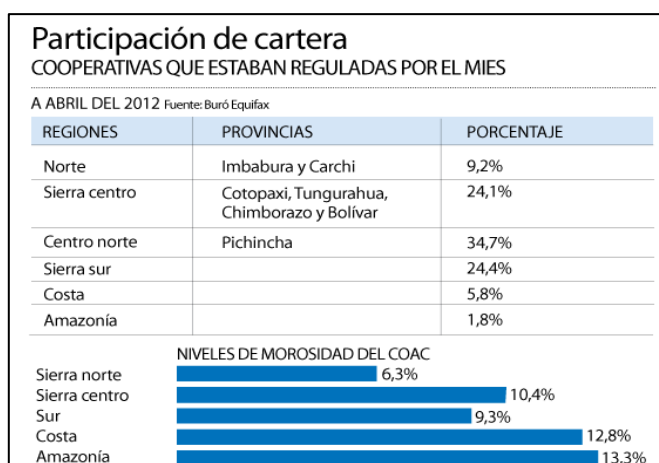 Participación de cartera
COOPERATIVAS QUE ESTABAN REGULADAS POR EL MIES
A ABRIL DEL 2012 Fuente: Buró Equifax
REGIONES PROVINCIAS PORCENTAJE
Norte Imbabura y Carchi 9,2%
Sierra centro Cotopaxi, Tungurahua, 24,1%
Chimborazo y Bolívar
Centro norte Pichincha 34,7%
Sierra sur 24,4%
Costa 5,8%
Amazonía 1,8%
NIVELES DE MOROSIDAD DEL COAC
Sierra norte 6,3%
Sierra centro 10,4%
Sur 9,3%
Costa 12,8%
Amazonía 13,3%